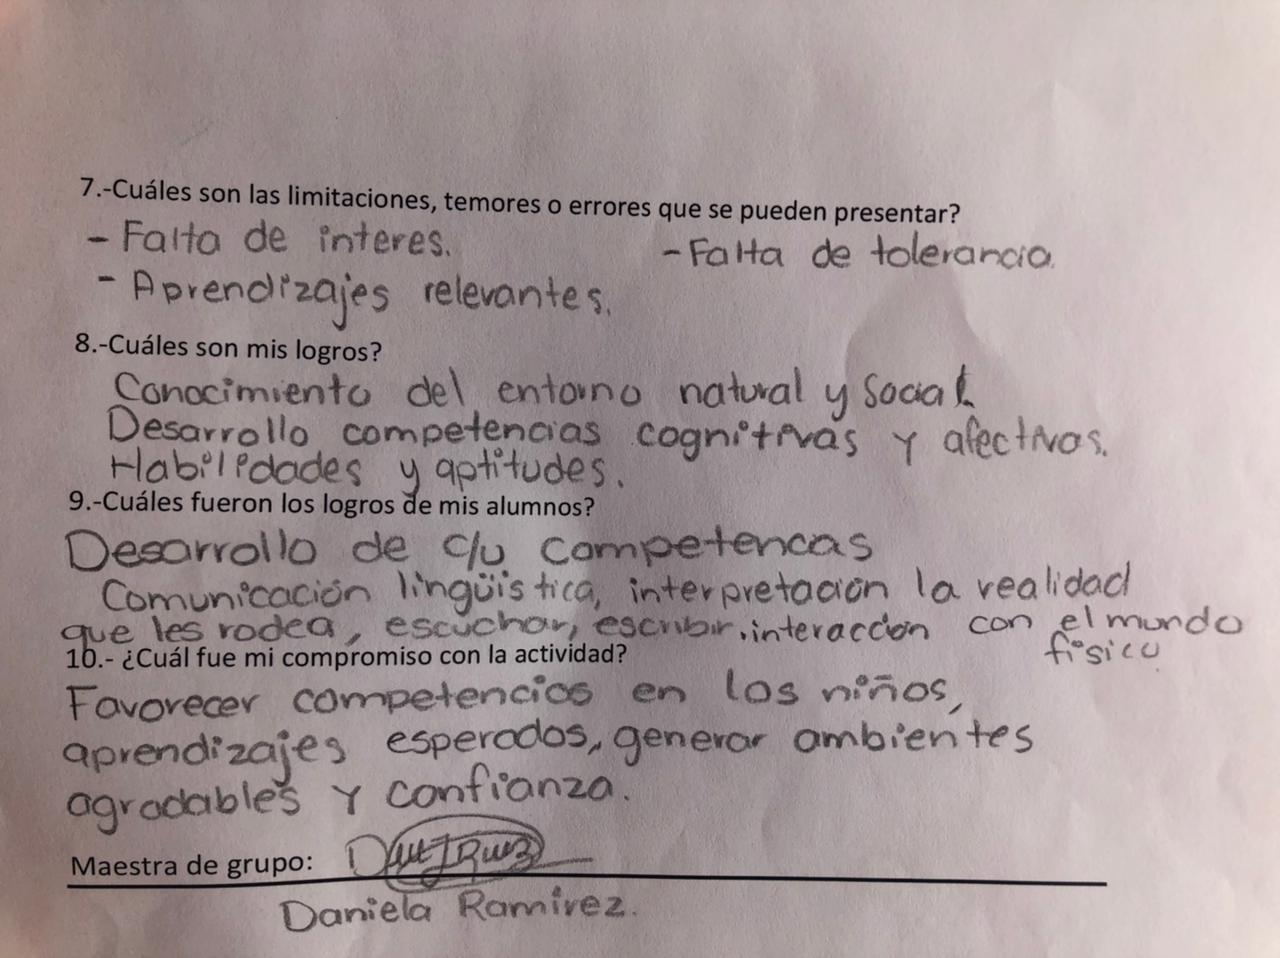 7.-Cuáles son las limitaciones, temores o errores que se pueden presentar?
- Falta de interes. - Falta de tolerancia.
- Aprendizajes relevantes.
8.-Cuáles son mis logros?
Conocimiento del entorno natural y Social
Desarrollo competencias cognitivas y afectivas.
Habilidades y aptitudes.
9.-Cuáles fueron los logros de mis alumnos?
Desarrollo de c/u competencas
Comunicación lingüistica, interpretación la realidad
que les rodea, escuchar, escribir, interacción con el mundo
fisico
10.- ¿Cuál fue mi compromiso con la actividad?
Favorecer competencias en los niños,
aprendizajes esperados, generar ambientes
agradables y confianza.
Maestra de grupo:
Daniela Ramirez.